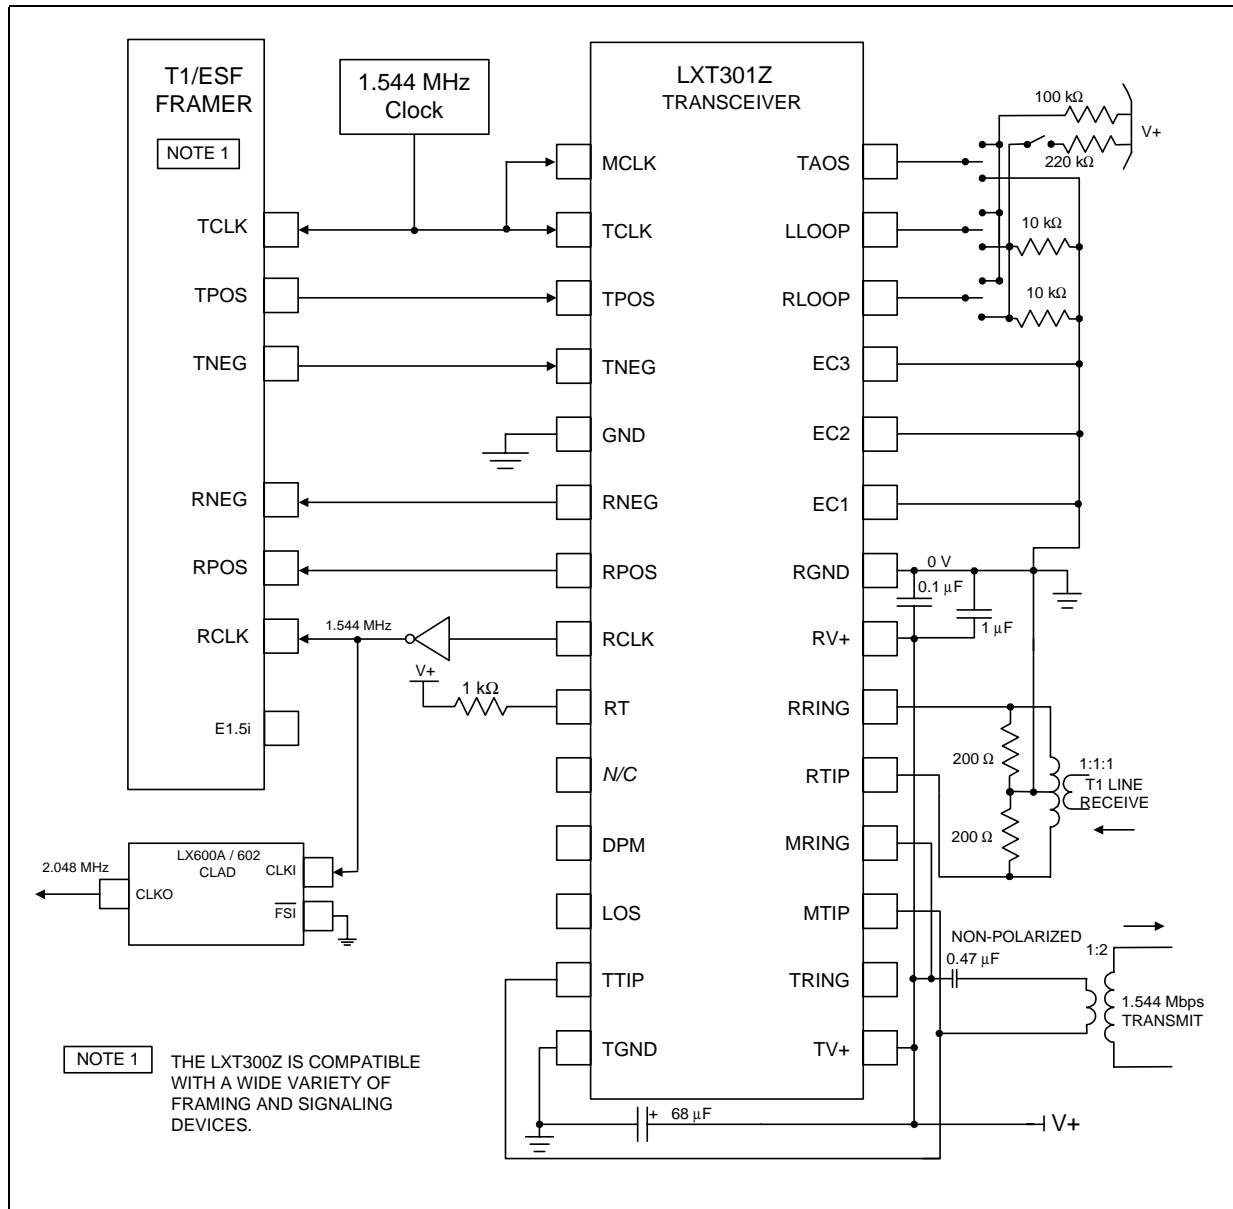 T1/ESF
FRAMER
NOTE 1
TCLK
TPOS
TNEG
RNEG
RPOS
RCLK
E1.5i
1.544 MHz
Clock
LXT301Z
TRANSCEIVER
MCLK
TCLK
TPOS
TNEG
GND
RNEG
RPOS
RCLK
RT
N/C
DPM
LOS
TTIP
TGND
TAOS
LLOOP
RLOOP
EC3
EC2
EC1
RGND
RV+
RRING
RTIP
MRING
MTIP
TRING
TV+
100 kΩ
220 kΩ
V+
10 kΩ
10 kΩ
0 V
0.1 µF
1 µF
1.544 MHz
V+
1 kΩ
200 Ω
200 Ω
1:1:1
T1 LINE
RECEIVE
2.048 MHz
LX600A / 602
CLAD
CLKI
CLKO
FSI
NON-POLARIZED
0.47 µF
1:2
1.544 Mbps
TRANSMIT
+ 68 µF
V+
NOTE 1
THE LXT300Z IS COMPATIBLE
WITH A WIDE VARIETY OF
FRAMING AND SIGNALING
DEVICES.